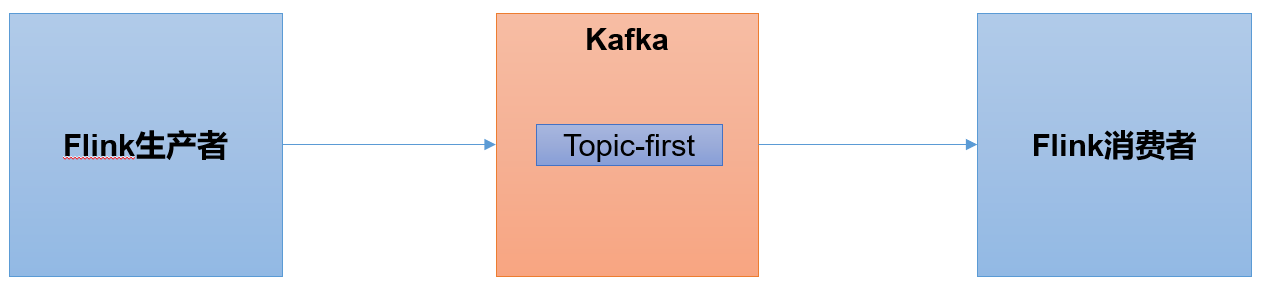 Flink生产者
Kafka
Topic-first
Flink消费者